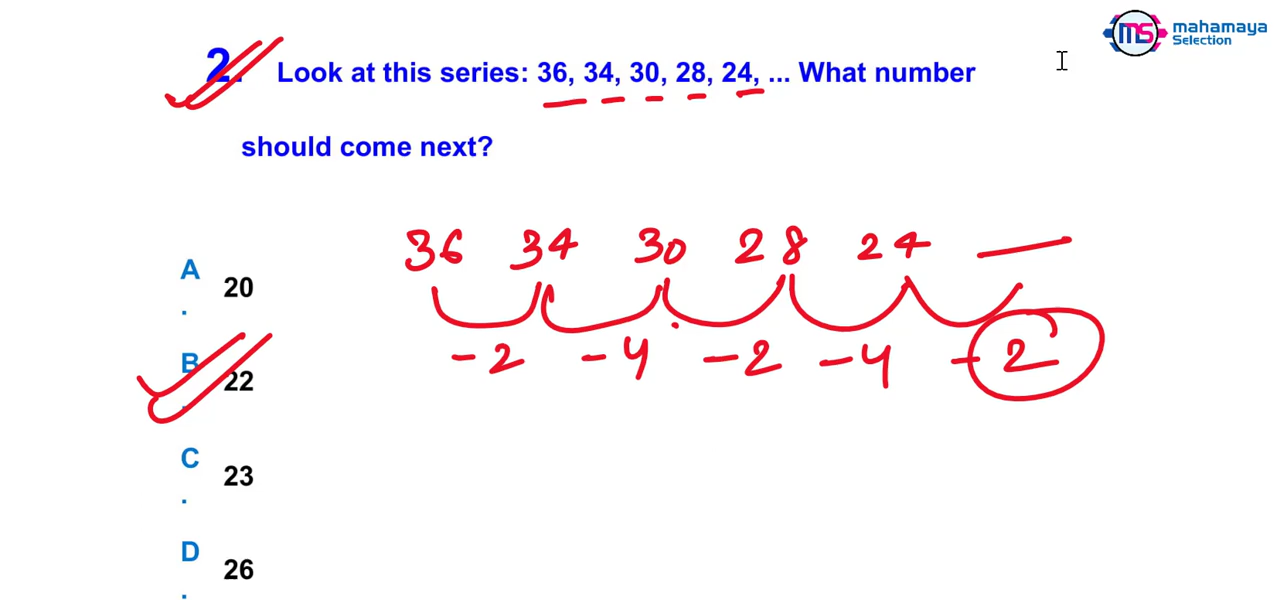 mahamaya
MS Selection
2. Look at this series: 36, 34, 30, 28, 24, ... What number
should come next?
36 34 30 28 24
A. 20
-2 -4 -2 -4 -2
B. 22
C. 23
D. 26